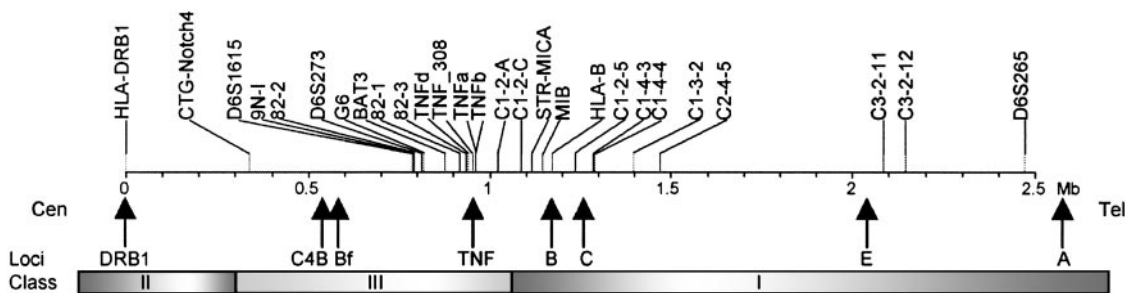 HLA-DRB1
CTG-Notch4
D6S1615
9N-I
82-2
D6S273
G6
BAT3
82-1
82-3
TNFd
TNF_308
TNFa
TNFb
C1-2-A
C1-2-C
STR-MICA
MIB
HLA-B
C1-2-5
C1-4-3
C1-4-4
C1-3-2
C2-4-5
C3-2-11
C3-2-12
D6S265
0 0.5 1 1.5 2 2.5 Mb
Cen Tel
Loci DRB1 C4B Bf TNF B C E A
Class II III I